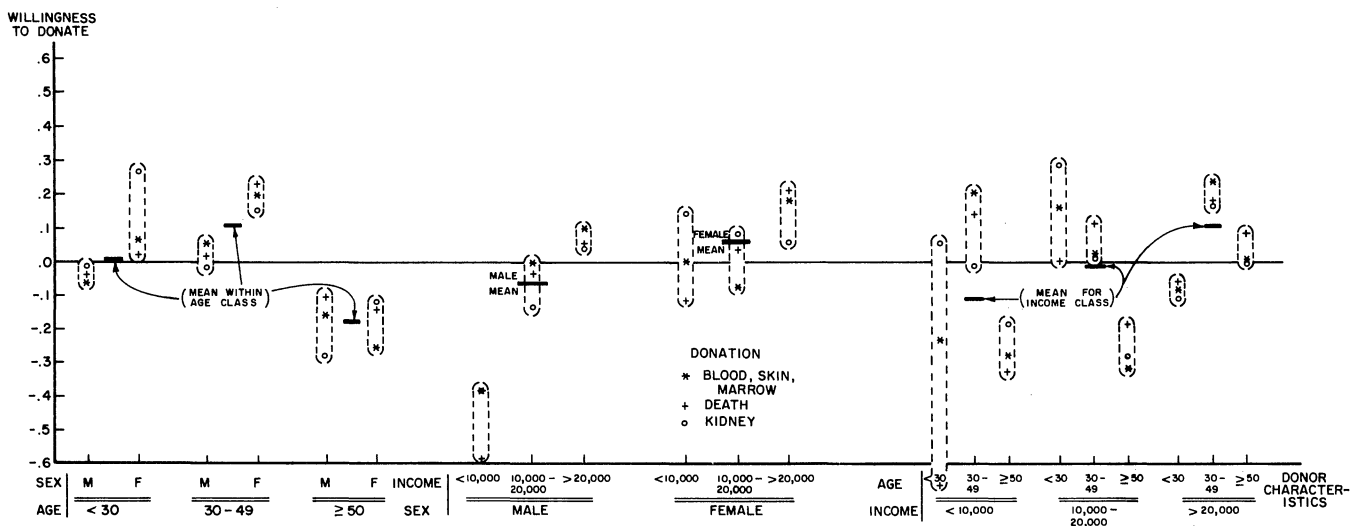 WILLINGNESS
TO DONATE
.6
.5
.4
.3
.2
.1
.0
-.1
-.2
-.3
-.4
-.5
-.6
(MEAN WITHIN
AGE CLASS)
MALE
MEAN
FEMALE
MEAN
(MEAN FOR
INCOME CLASS)
DONATION
* BLOOD, SKIN,
MARROW
+ DEATH
o KIDNEY
SEX M F M F M F
AGE < 30 30-49 ≥ 50
INCOME <10,000 10,000- >20,000 <10,000 10,000- >20,000
20,000 20,000
SEX MALE FEMALE
AGE <30 30- ≥50 <30 30- ≥50 30- ≥50
49 49 49
INCOME < 10,000 10,000- > 20,000
20,000
DONOR
CHARACTER-
ISTICS